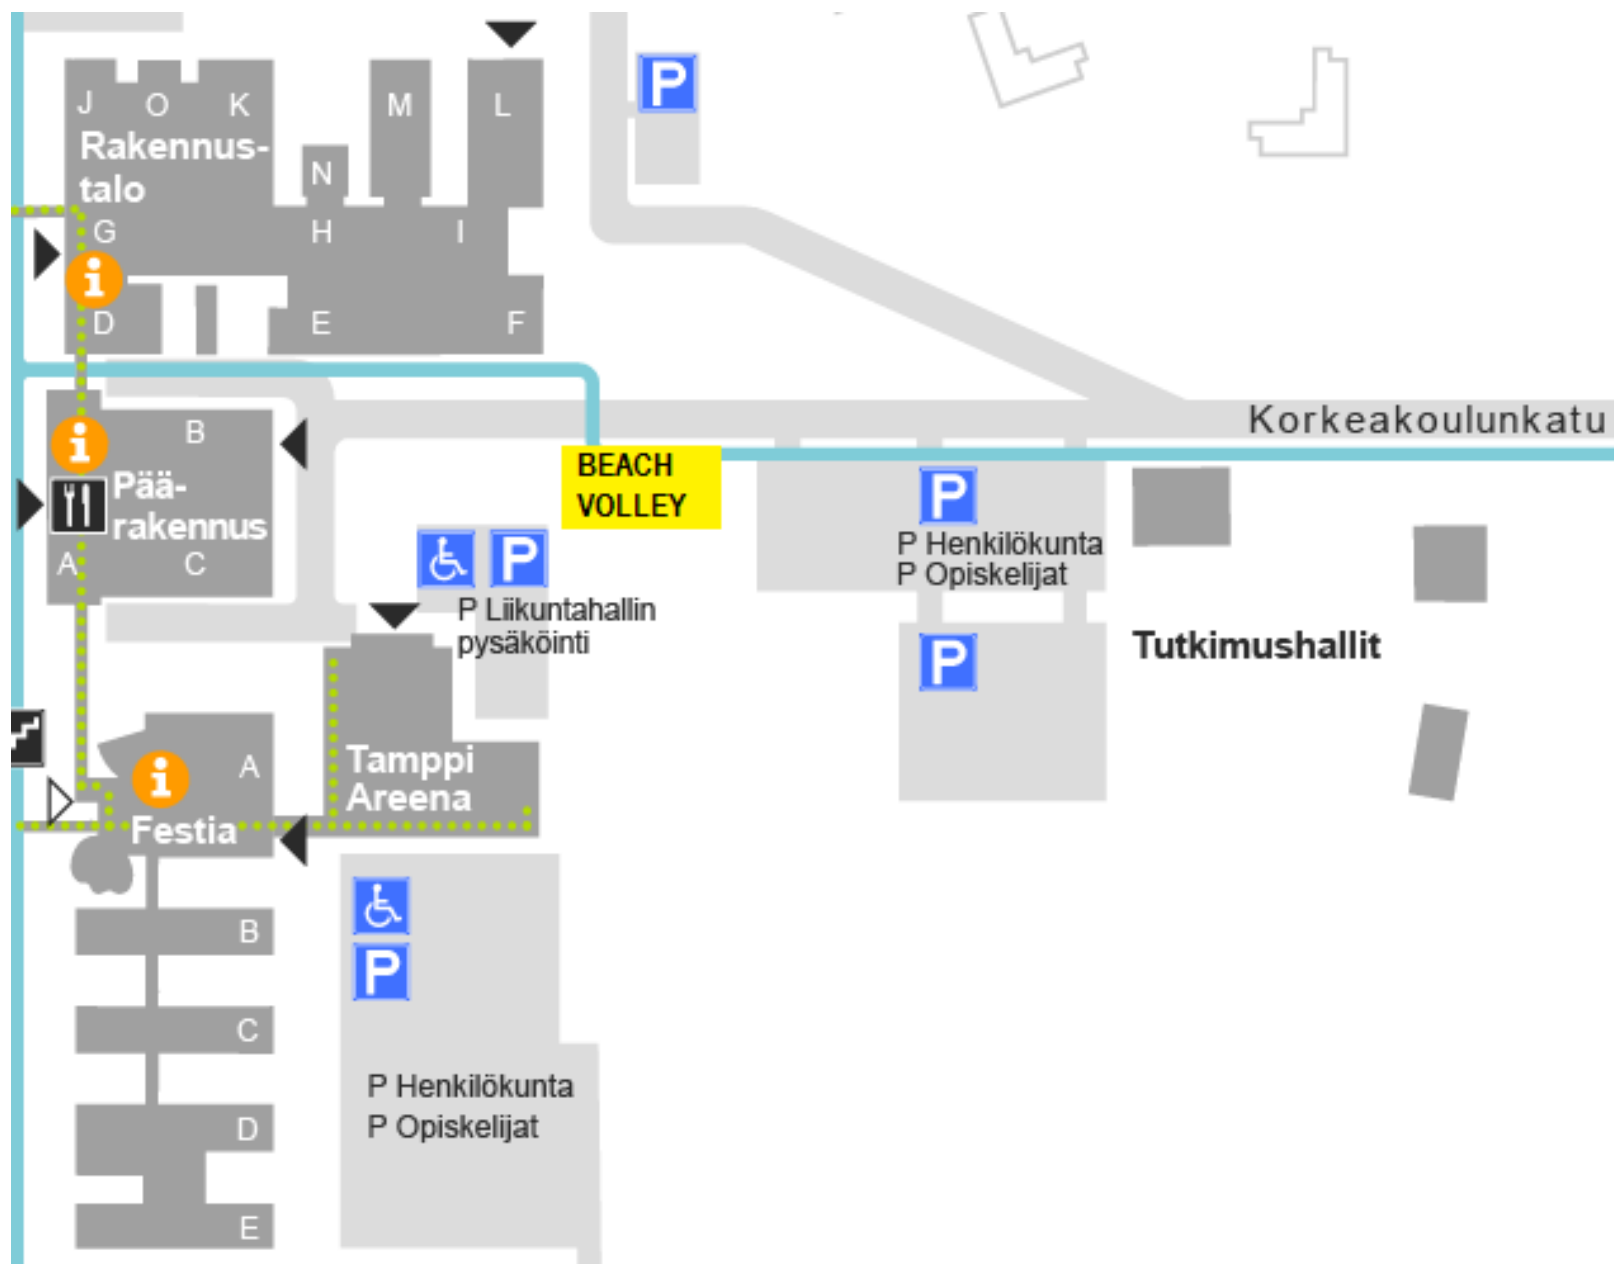 J O K M L
P
Rakennus-
talo
N
G H I
i
D E F
Korkeakoulunkatu
B
i
BEACH
VOLLEY
Pää-
rakennus
A C
P
P Henkilökunta
P Opiskelijat
P
P Liikuntahallin
pysäköinti
Tutkimushallit
P
A
i
Festia
Tamppi
Areena
B
P
C
P Henkilökunta
P Opiskelijat
D
E